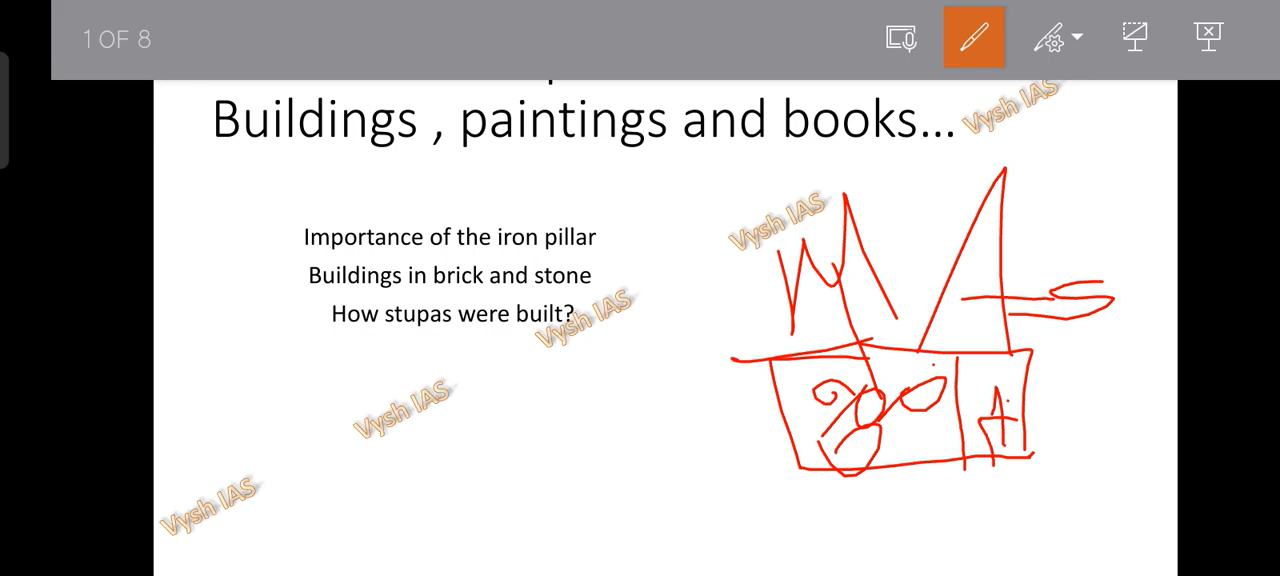 1 OF 8
Buildings , paintings and books...
Vysh IAS
Vysh IAS
Importance of the iron pillar
Buildings in brick and stone
How stupas were built?
Vysh IAS
Vysh IAS
Vysh IAS